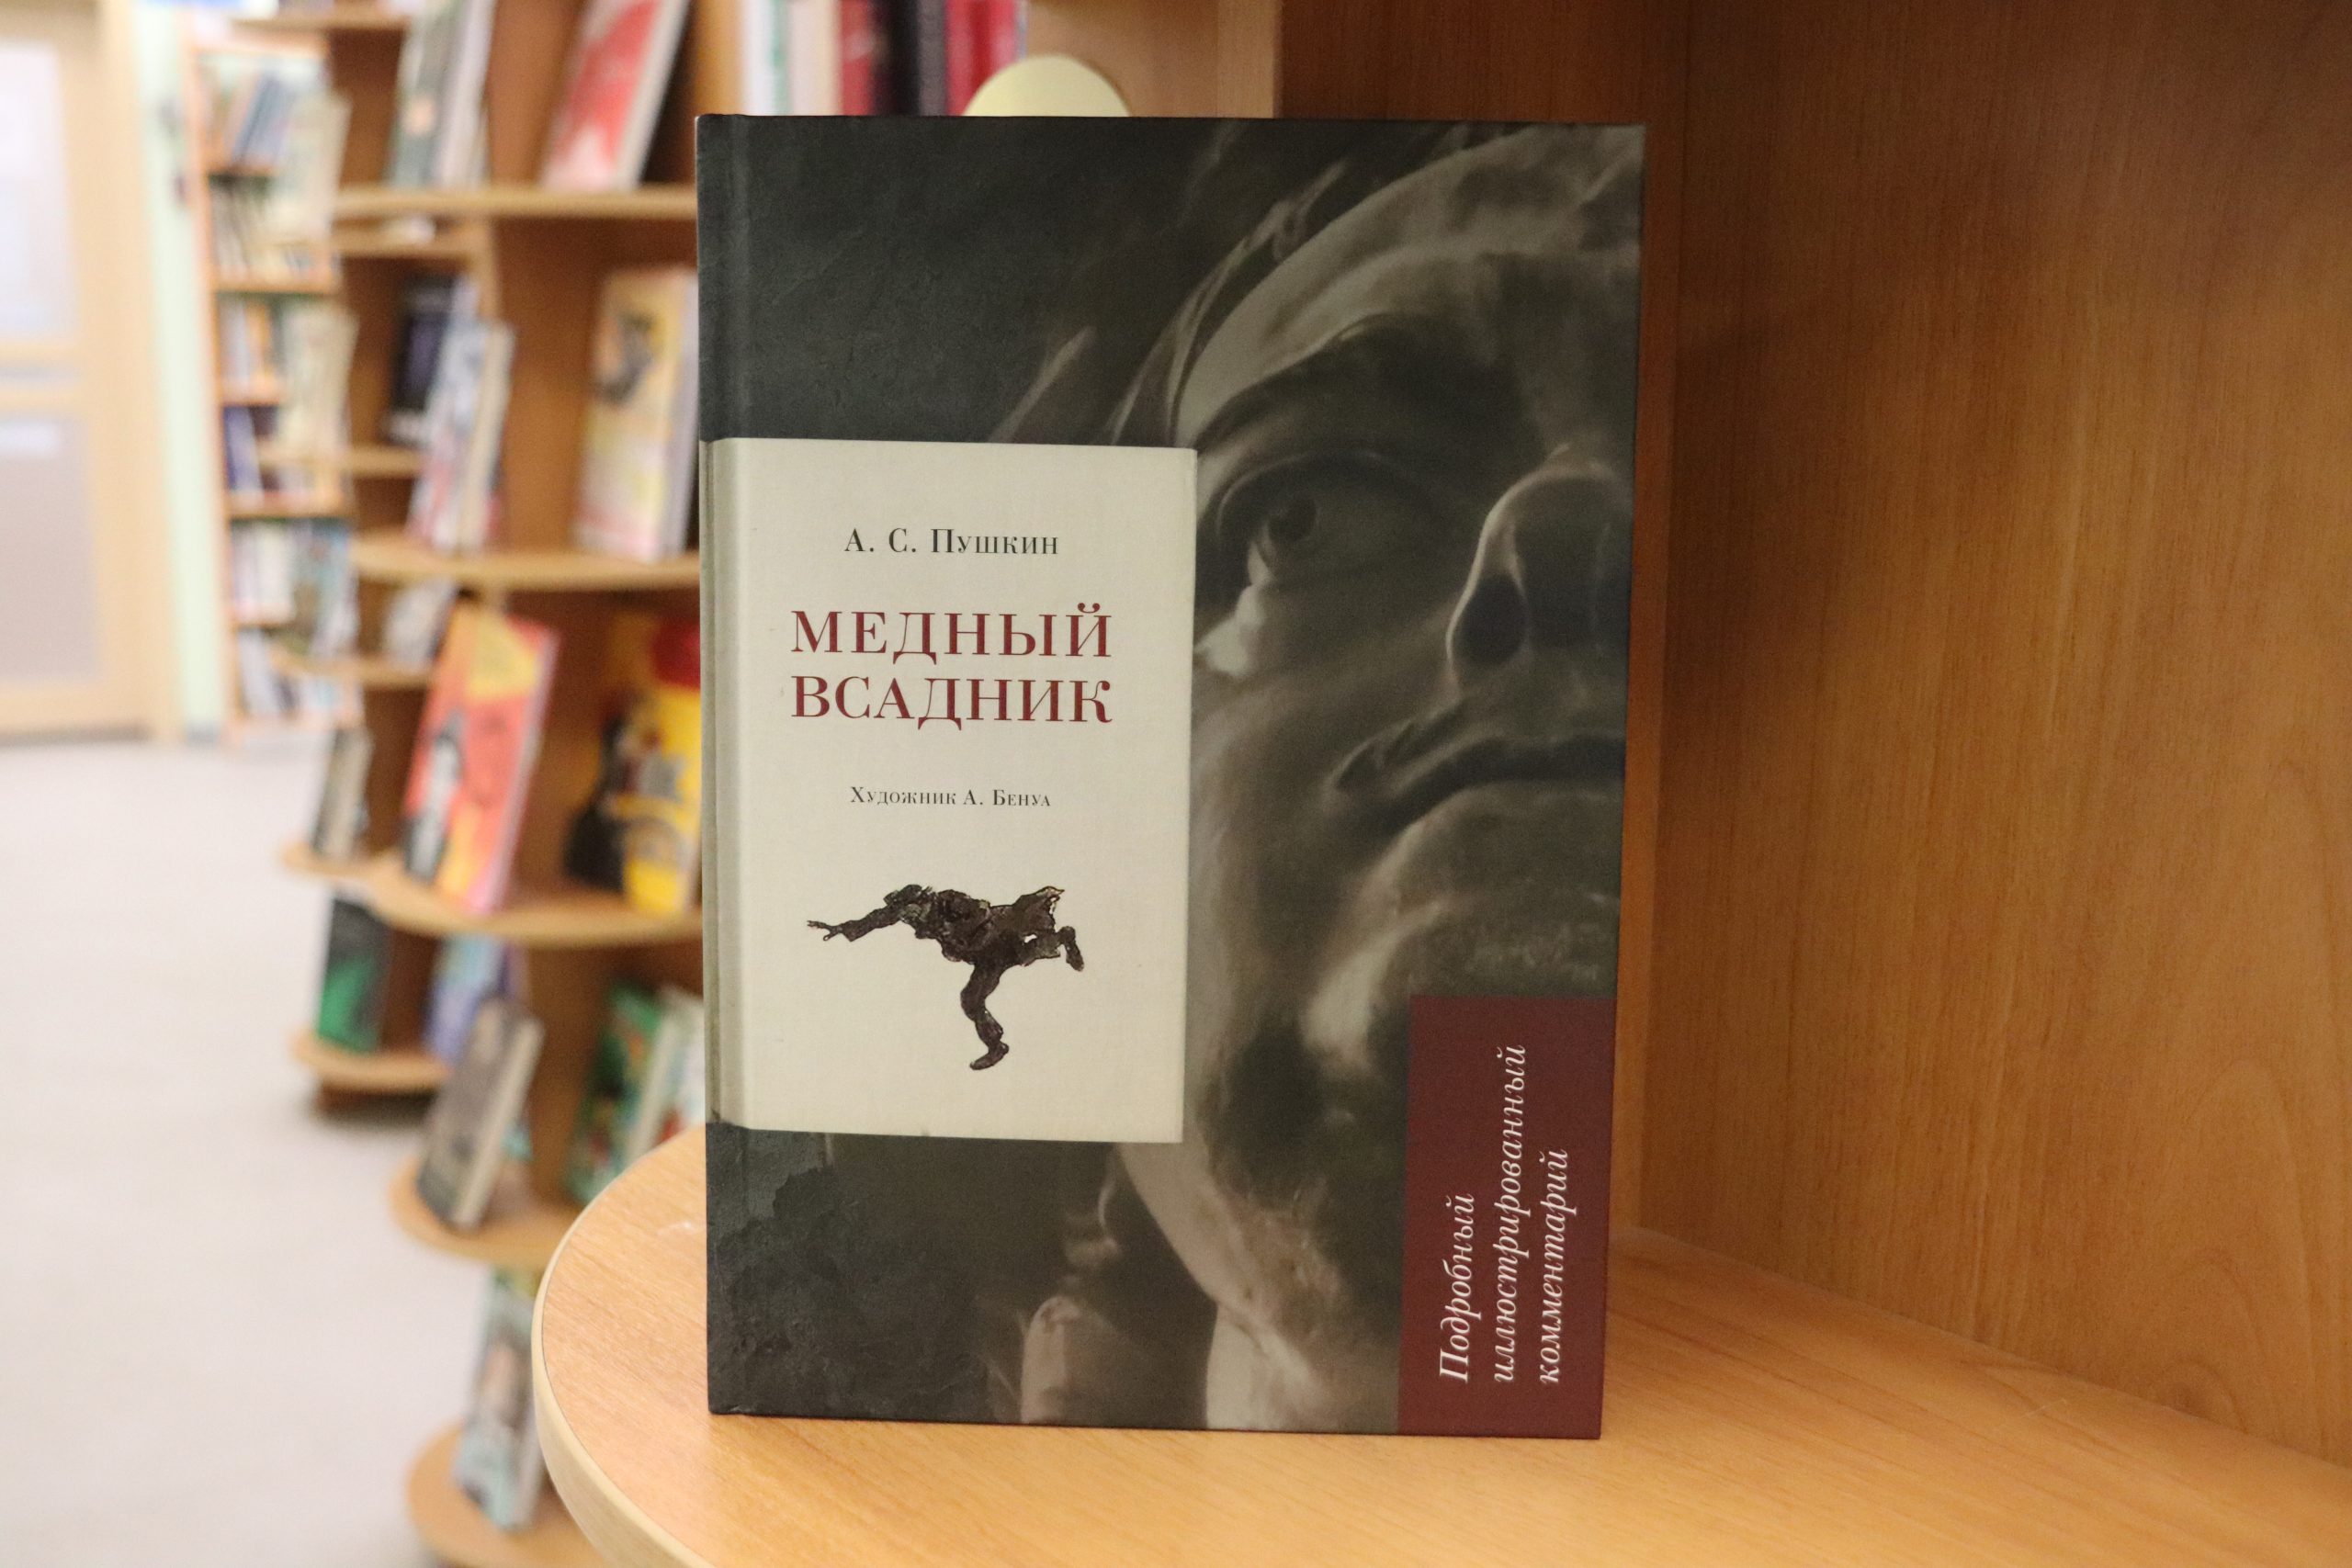 А. С. Пушкин
МЕДНЫЙ
ВСАДНИК
Художник А. Бенуа
Подробный
иллюстрированный
комментарий